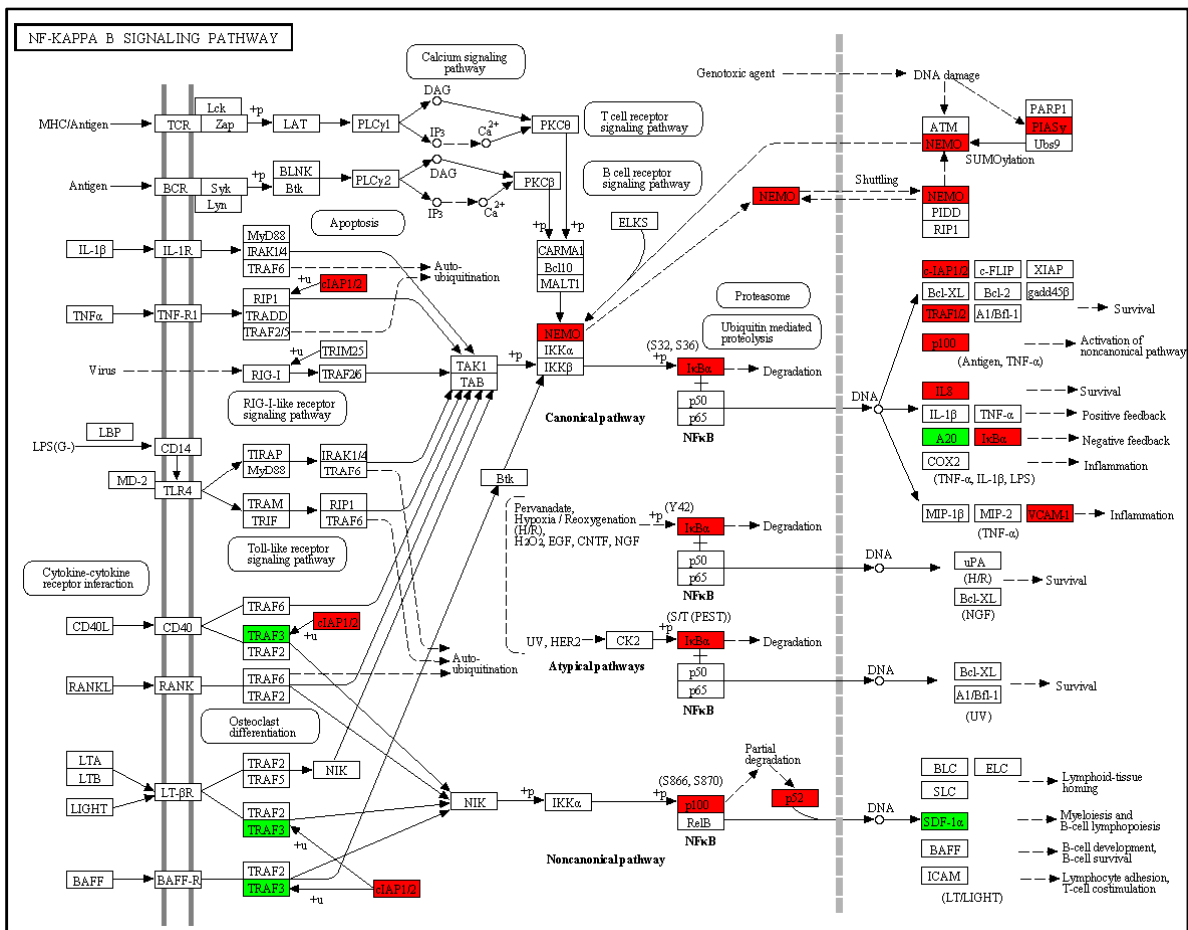 NF-KAPPA B SIGNALING PATHWAY
Calcium signaling
pathway
Genotoxic agent
DNA damage
MHC/Antigen
TCR
Lck
Zap
+p
LAT
PLCγ1
DAG
IP3
Ca2+
PKCθ
T cell receptor
signaling pathway
ATM
NEMO
PARP1
PIASy
Ubs9
SUMOylation
Antigen
BCR
Syk
Lyn
+p
BLNK
Btk
PLCγ2
DAG
IP3
Ca2+
PKCβ
B cell receptor
signaling pathway
NEMO
Shuttling
NEMO
PIDD
RIP1
Apoptosis
+p
+p
ELKS
IL-1β
IL-1R
MyD88
IRAK1/4
TRAF6
Auto-
ubiquitination
CARMA1
Bcl10
MALT1
+u
cIAP1/2
TNFα
TNF-R1
RIP1
TRADD
TRAF2/5
Proteasome
Ubiquitin mediated
proteolysis
c-IAP1/2
c-FLIP
XIAP
Bcl-XL
Bcl-2
gadd45β
TRAF1/2
A1/Bfl-1
Survival
p100
Activation of
noncanonical pathway
(Antigen, TNF-α)
NEMO
IKKα
IKKβ
(S32, S36)
+p
IκBα
Degradation
p50
p65
NFκB
Canonical pathway
Virus
RIG-I
+u
TRIM25
TRAF2/6
TAK1
TAB
+p
RIG-I-like receptor
signaling pathway
DNA
IL8
Survival
IL-1β
TNF-α
Positive feedback
A20
IκBα
Negative feedback
COX2
Inflammation
(TNF-α, IL-1β, LPS)
LBP
LPS(G-)
CD14
MD-2
TLR4
TIRAP
MyD88
IRAK1/4
TRAF6
TRAM
TRIF
RIP1
TRAF6
Btk
MIP-1β
MIP-2
VCAM-1
Inflammation
(TNF-α)
Toll-like receptor
signaling pathway
Pervanadate,
Hypoxia / Reoxygenation
(H/R),
H2O2, EGF, CNTF, NGF
+p
(Y42)
IκBα
Degradation
p50
p65
NFκB
DNA
uPA
(H/R)
Bcl-XL
(NGF)
Survival
Cytokine-cytokine
receptor interaction
CD40L
CD40
TRAF6
TRAF3
TRAF2
+u
cIAP1/2
UV, HER2
CK2
+p
(S/T (PEST))
IκBα
Degradation
Atypical pathways
p50
p65
NFκB
DNA
Bcl-XL
A1/Bfl-1
(UV)
Survival
Auto-
ubiquitination
RANKL
RANK
TRAF6
TRAF2
Osteoclast
differentiation
LTA
LTB
LIGHT
LT-βR
TRAF2
TRAF5
NIK
TRAF2
TRAF3
+u
NIK
+p
IKKα
+p
(S866, S870)
p100
RelB
NFκB
Partial
degradation
p52
Noncanonical pathway
DNA
BLC
ELC
SLC
Lymphoid-tissue
homing
SDF-1α
Myeloiesis and
B-cell lymphopoiesis
BAFF
B-cell development,
B-cell survival
ICAM
Lymphocyte adhesion,
T-cell costimulation
(LT/LIGHT)
BAFF
BAFF-R
TRAF2
TRAF3
+u
cIAP1/2